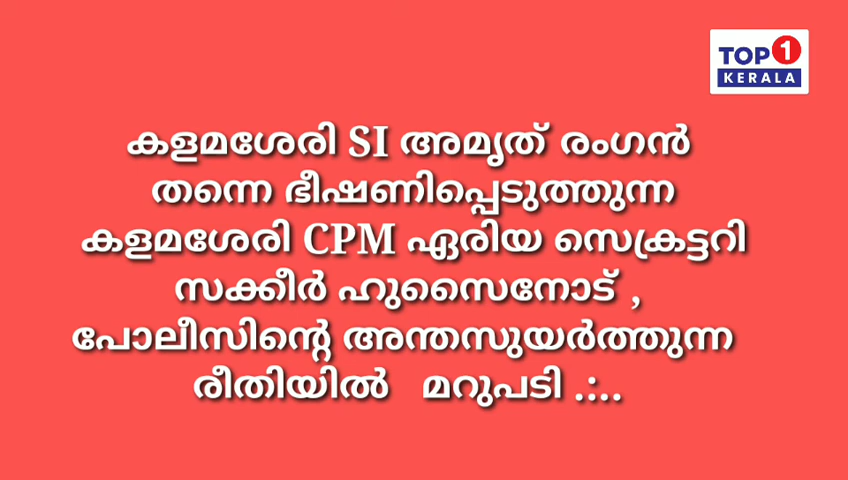 TOP 1
KERALA
കളമശേരി SI അമൃത് രംഗൻ
തന്നെ ഭീഷണിപ്പെടുത്തുന്ന
കളമശേരി CPM ഏരിയ സെക്രട്ടറി
സക്കീർ ഹുസൈനോട് ,
പോലീസിന്റെ അന്തസുയർത്തുന്ന
രീതിയിൽ മറുപടി .:..